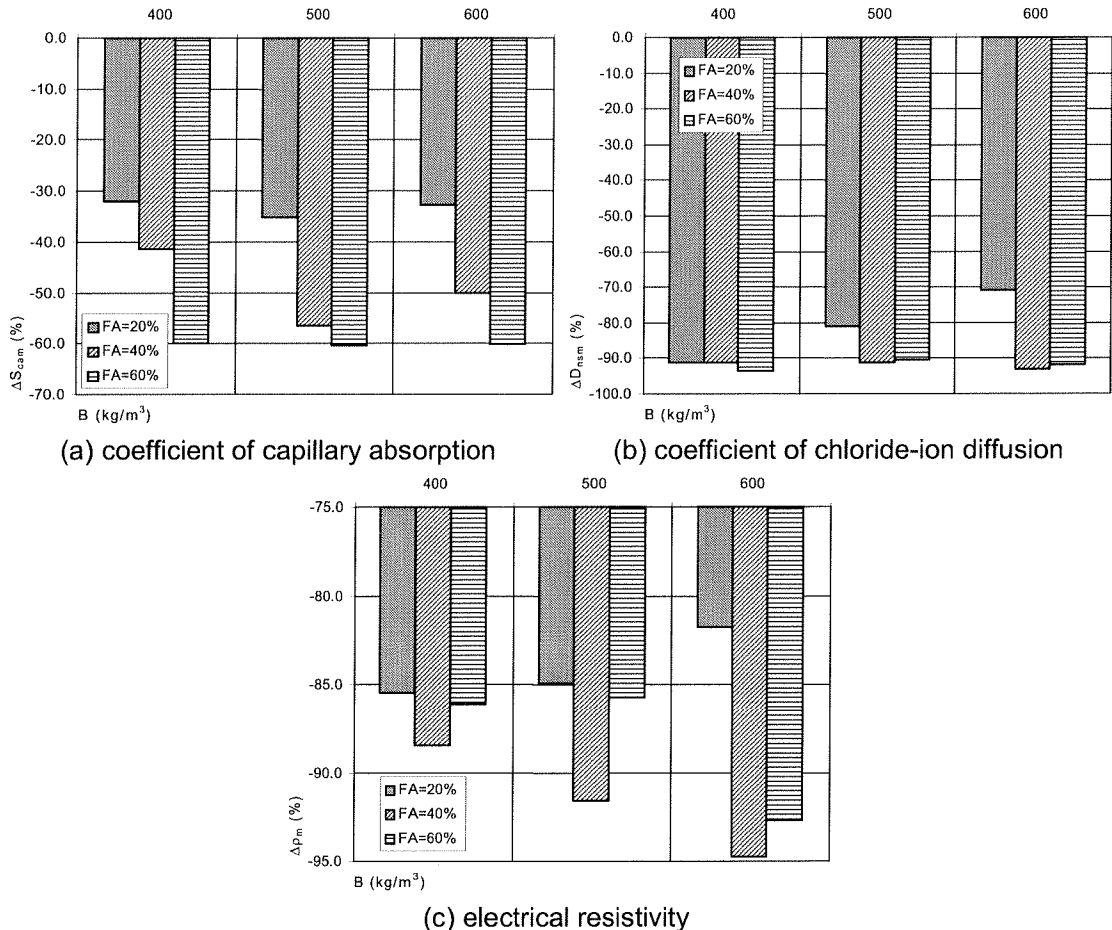 400 500 600
0.0
-10.0
-20.0
-30.0
-40.0
-50.0
-60.0
-70.0
ΔS_cam (%)
FA=20%
FA=40%
FA=60%
B (kg/m³)
(a) coefficient of capillary absorption
400 500 600
0.0
-10.0
-20.0
-30.0
-40.0
-50.0
-60.0
-70.0
-80.0
-90.0
-100.0
ΔD_nsm (%)
FA=20%
FA=40%
FA=60%
B (kg/m³)
(b) coefficient of chloride-ion diffusion
400 500 600
-75.0
-80.0
-85.0
-90.0
-95.0
Δρ_m (%)
FA=20%
FA=40%
FA=60%
B (kg/m³)
(c) electrical resistivity